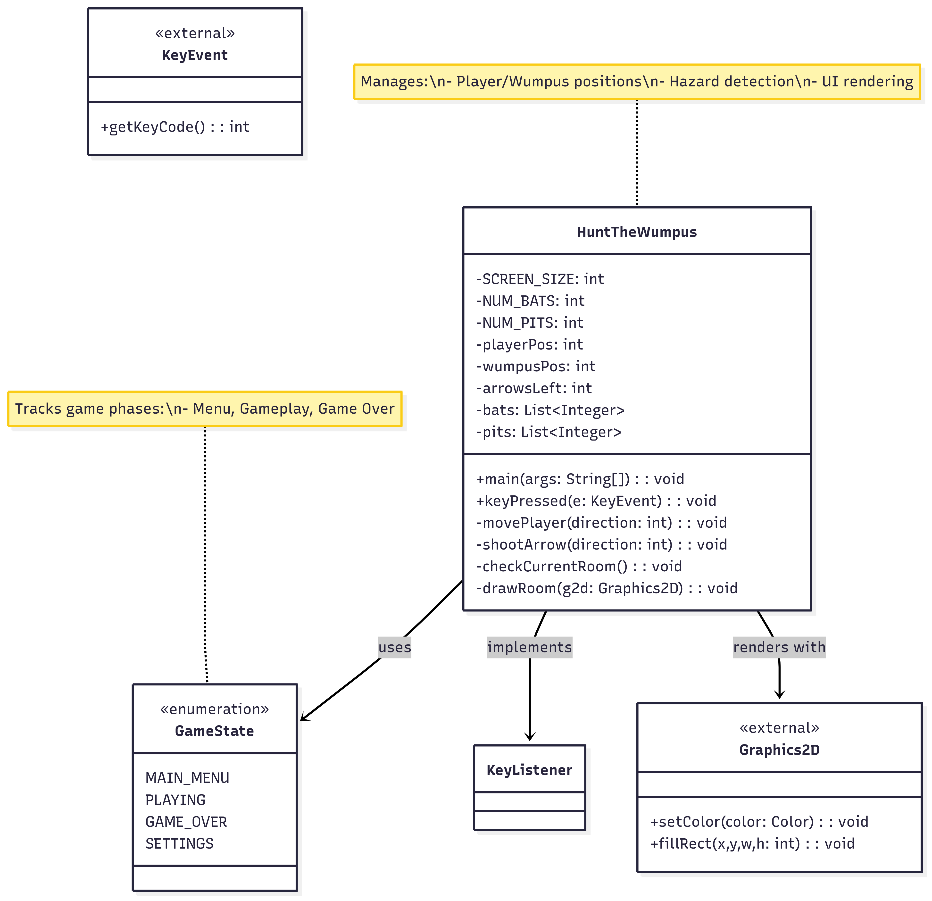 «external»
KeyEvent
+getKeyCode() : : int
Manages:\n- Player/Wumpus positions\n- Hazard detection\n- UI rendering
HuntTheWumpus
-SCREEN_SIZE: int
-NUM_BATS: int
-NUM_PITS: int
-playerPos: int
-wumpusPos: int
-arrowsLeft: int
-bats: List<Integer>
-pits: List<Integer>
+main(args: String[]) : : void
+keyPressed(e: KeyEvent) : : void
-movePlayer(direction: int) : : void
-shootArrow(direction: int) : : void
-checkCurrentRoom() : : void
-drawRoom(g2d: Graphics2D) : : void
Tracks game phases:\n- Menu, Gameplay, Game Over
uses
implements
renders with
«enumeration»
GameState
MAIN_MENU
PLAYING
GAME_OVER
SETTINGS
KeyListener
«external»
Graphics2D
+setColor(color: Color) : : void
+fillRect(x,y,w,h: int) : : void